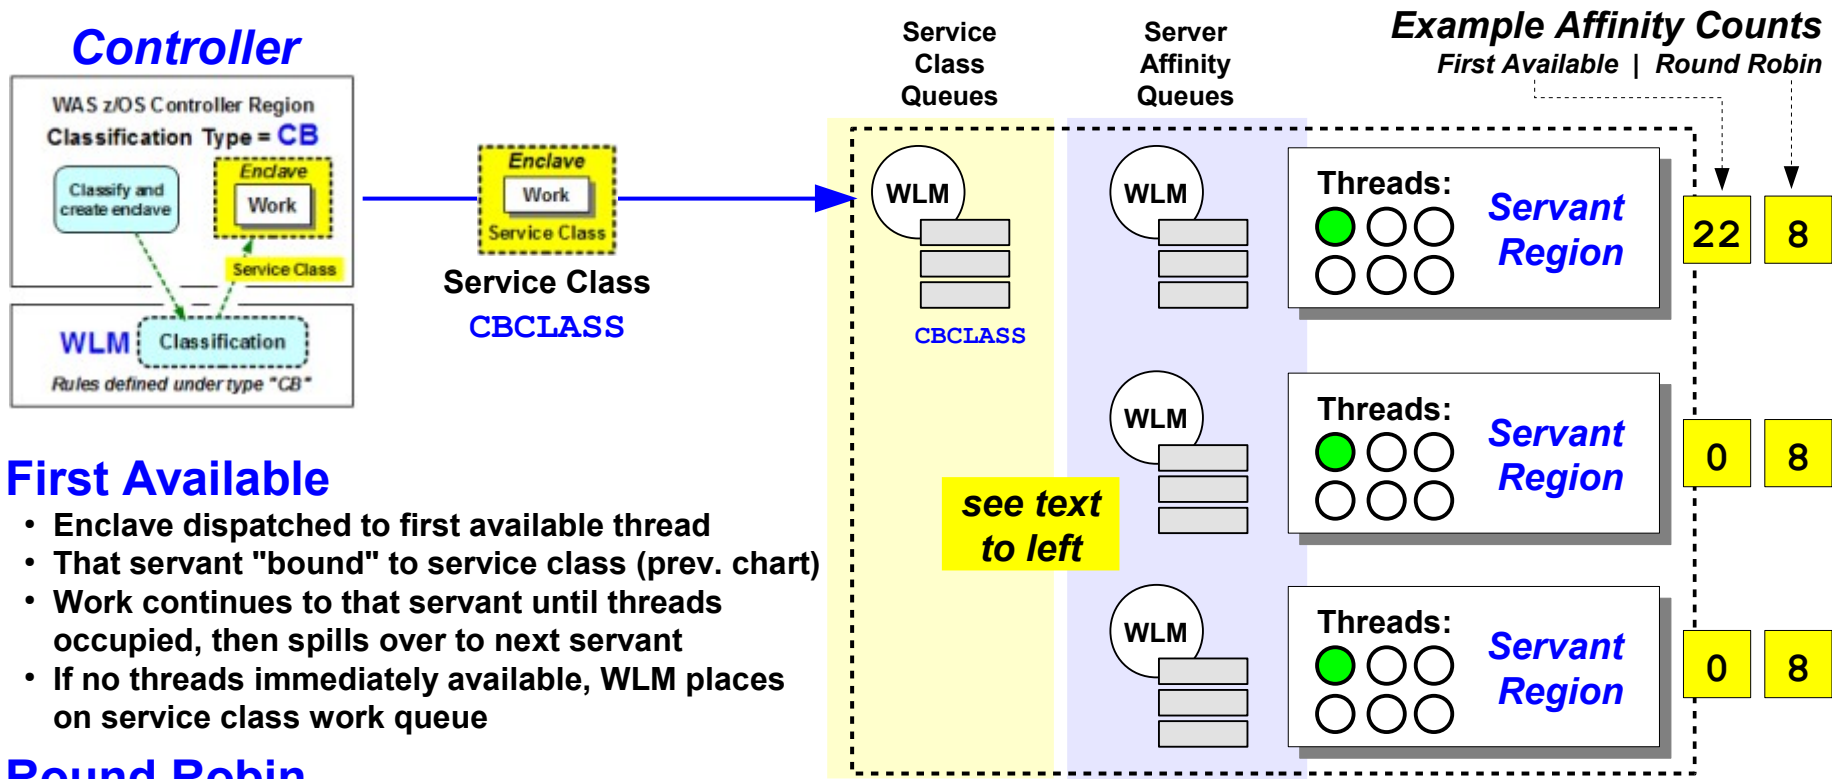 Controller
WAS z/OS Controller Region
Classification Type = CB
Classify and
create endave
Enclave
Work
Service Class
WLM
Classification
Rules defined under type "CB"
Enclave
Work
Service Class
Service Class
CBCLASS
Service
Class
Queues
Server
Affinity
Queues
Example Affinity Counts
First Available | Round Robin
WLM
CBCLASS
WLM
Threads:
Servant
Region
22
8
WLM
Threads:
Servant
Region
0
8
see text
to left
WLM
Threads:
Servant
Region
0
8
First Available
• Enclave dispatched to first available thread
• That servant "bound" to service class (prev. chart)
• Work continues to that servant until threads
occupied, then spills over to next servant
• If no threads immediately available, WLM places
on service class work queue
Round Robin